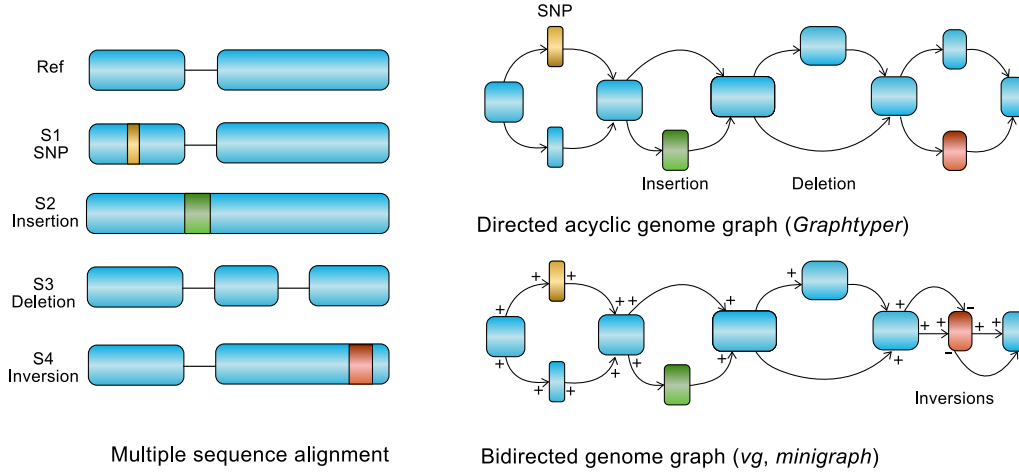 Ref
S1
SNP
S2
Insertion
S3
Deletion
S4
Inversion
Multiple sequence alignment
SNP
Insertion
Deletion
Directed acyclic genome graph (Graphtyper)
+ + + + + + + + + + + + + + + + + + + + - -
Inversions
Bidirected genome graph (vg, minigraph)